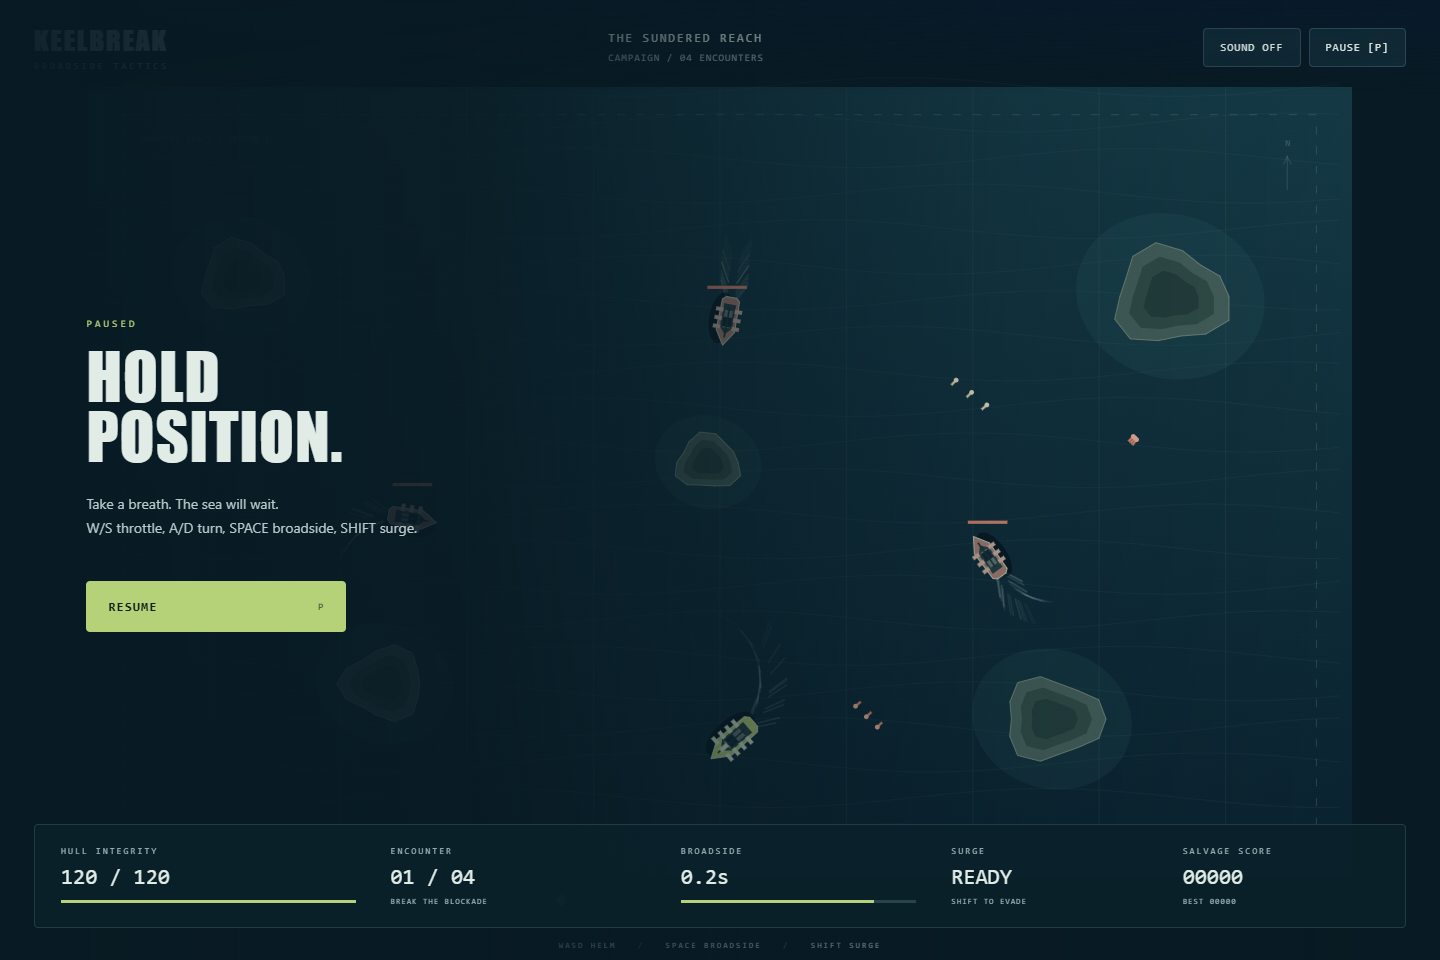 KEELBREAK
BROADSIDE TACTICS
THE SUNDERED REACH
CAMPAIGN / 04 ENCOUNTERS
SOUND OFF
PAUSE [P]
N
PAUSED
HOLD
POSITION.
Take a breath. The sea will wait.
W/S throttle, A/D turn, SPACE broadside, SHIFT surge.
RESUME P
HULL INTEGRITY
120 / 120
ENCOUNTER
01 / 04
BREAK THE BLOCKADE
BROADSIDE
0.2s
SURGE
READY
SHIFT TO EVADE
SALVAGE SCORE
00000
BEST 00000
WASD HELM / SPACE BROADSIDE / SHIFT SURGE